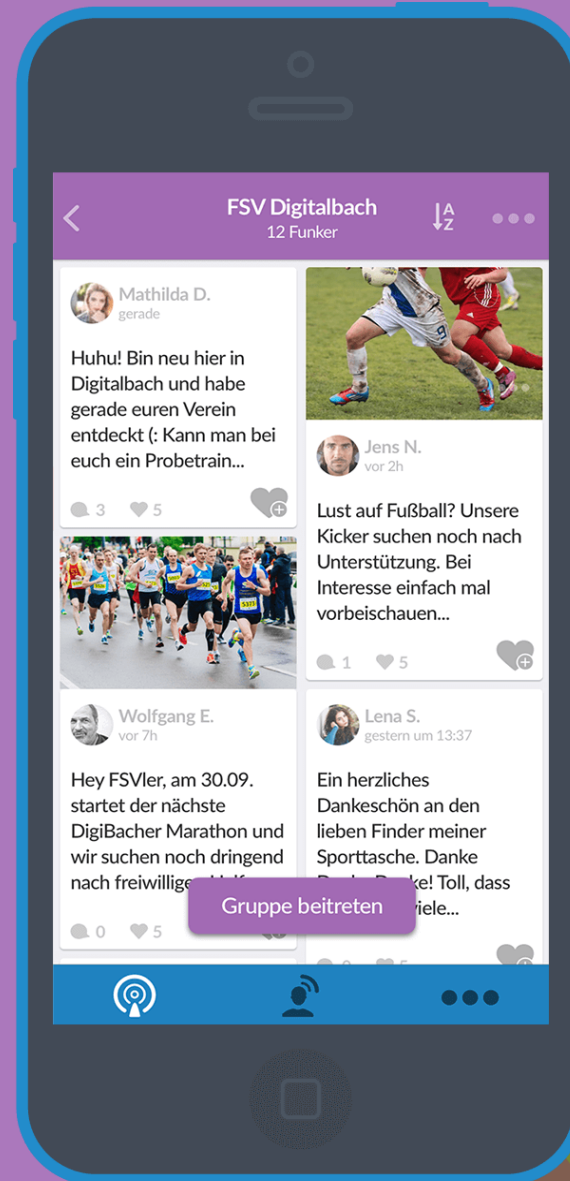 FSV Digitalbach
12 Funker
A
Z
Mathilda D.
gerade
Huhu! Bin neu hier in
Digitalbach und habe
gerade euren Verein
entdeckt (: Kann man bei
euch ein Probetrain...
3 5
9
Jens N.
vor 2h
Lust auf Fußball? Unsere
Kicker suchen noch nach
Unterstützung. Bei
Interesse einfach mal
vorbeischauen...
1 5
5373
Wolfgang E.
vor 7h
Hey FSVler, am 30.09.
startet der nächste
DigiBacher Marathon und
wir suchen noch dringend
nach
0 5
Lena S.
gestern um 13:37
Ein herzliches
Dankeschön an den
lieben Finder meiner
Sporttasche. Danke
Toll, dass
Gruppe beitreten